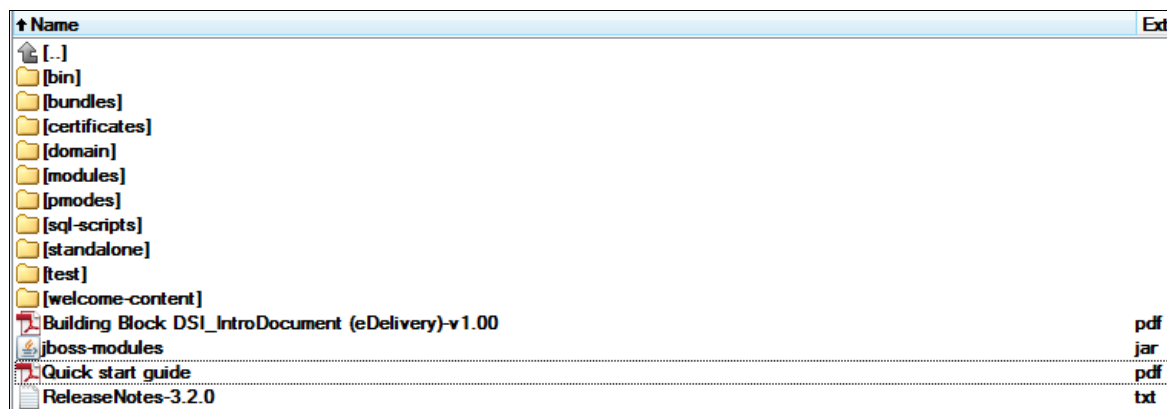 Name Ext
[..]
[bin]
[bundles]
[certificates]
[domain]
[modules]
[pmodes]
[sql-scripts]
[standalone]
[test]
[welcome-content]
Building Block DSI_IntroDocument (eDelivery)-v1.00 pdf
jboss-modules jar
Quick start guide pdf
ReleaseNotes-3.2.0 txt